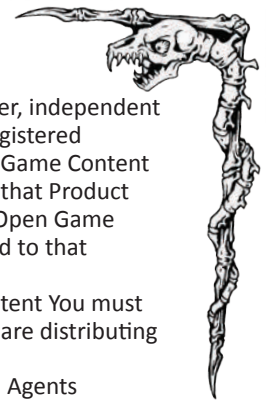 er, independent
gistered
Game Content
that Product
Open Game
d to that
tent You must
are distributing
Agents